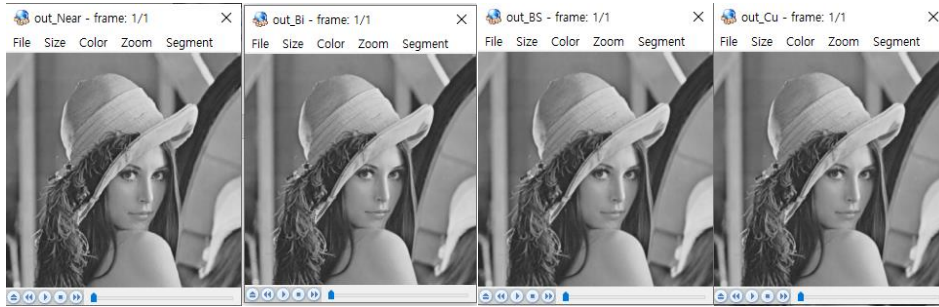 out_Near - frame: 1/1
File Size Color Zoom Segment
out_Bi - frame: 1/1
File Size Color Zoom Segment
out_BS - frame: 1/1
File Size Color Zoom Segment
out_Cu - frame: 1/1
File Size Color Zoom Segment